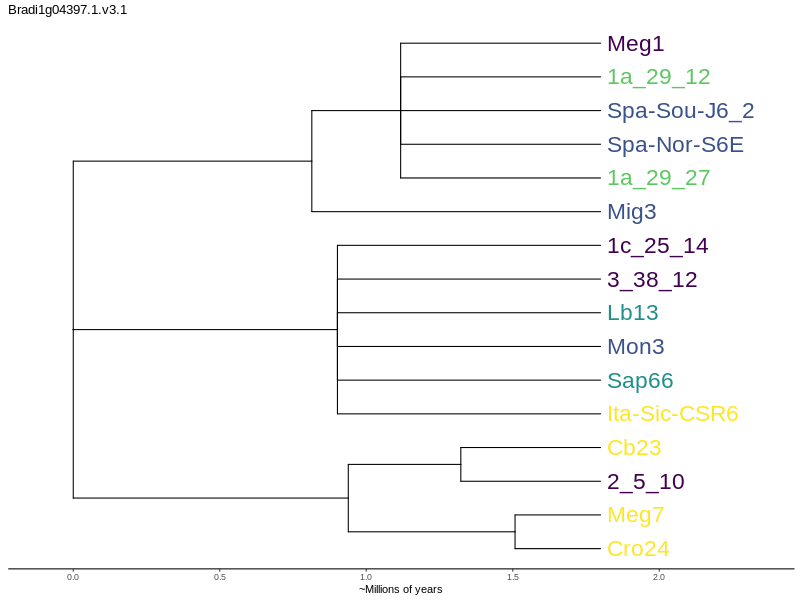 Bradi1g04397.1.v3.1
Meg1
1a_29_12
Spa-Sou-J6_2
Spa-Nor-S6E
1a_29_27
Mig3
1c_25_14
3_38_12
Lb13
Mon3
Sap66
Ita-Sic-CSR6
Cb23
2_5_10
Meg7
Cro24
0.0 0.5 1.0 1.5 2.0
~Millions of years